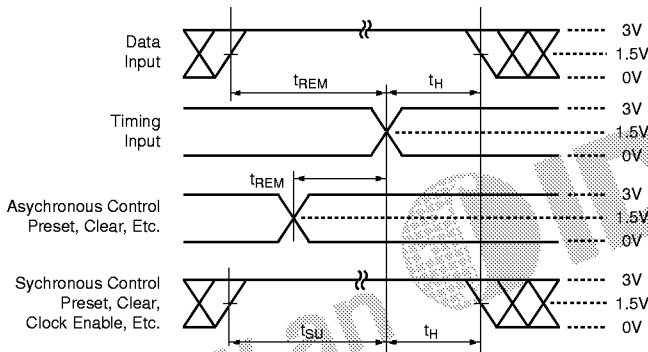 Data
Input
3V
1.5V
0V
tREM
tH
Timing
Input
3V
1.5V
0V
tREM
Asychronous Control
Preset, Clear, Etc.
3V
1.5V
0V
Sychronous Control
Preset, Clear,
Clock Enable, Etc.
3V
1.5V
0V
tSU
tH